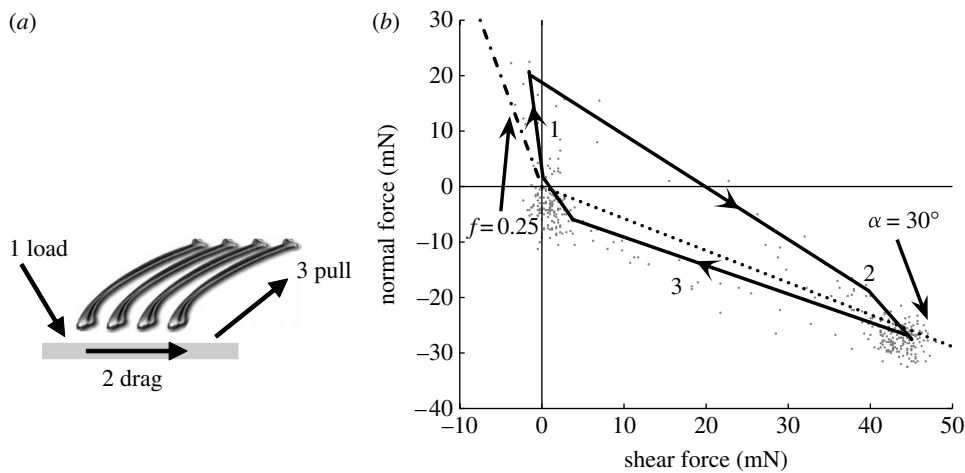 (a)
1 load
3 pull
2 drag
(b)
normal force (mN)
30
20
10
0
−10
−20
−30
−40
1
f = 0.25
α = 30°
2
3
−10
0
10
20
30
40
50
shear force (mN)